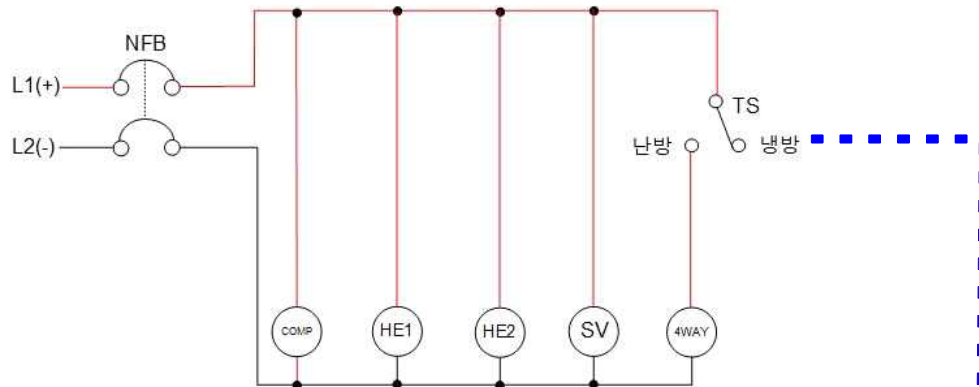 NFB
L1(+)
TS
L2(-)
난방
냉방
COMP
HE1
HE2
SV
4WAY